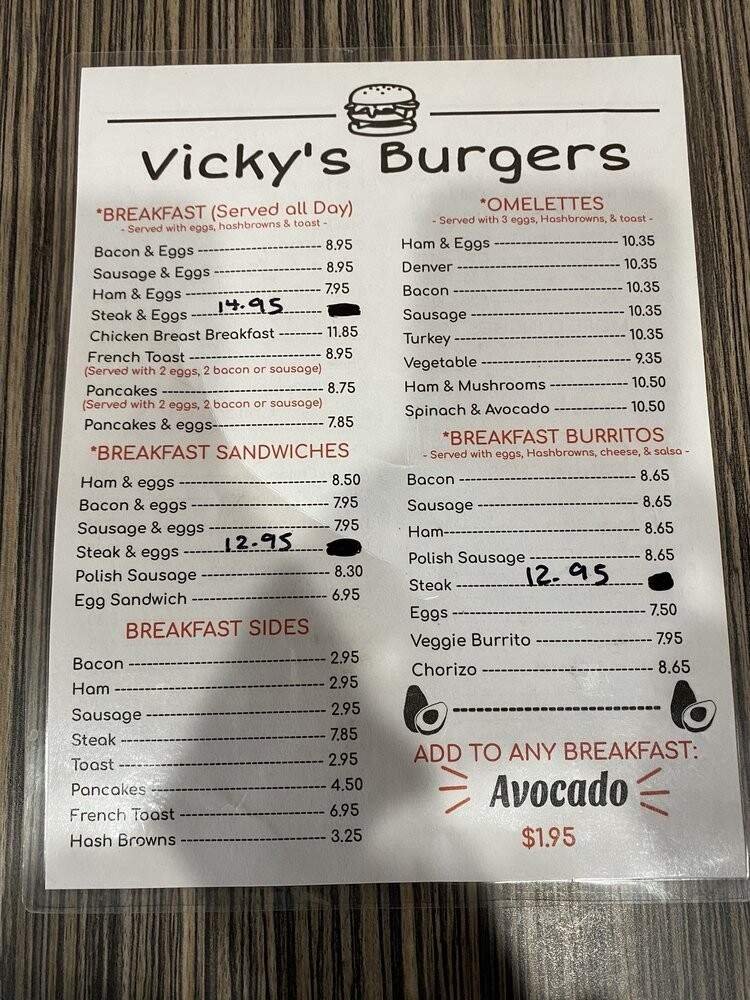 Vicky's Burgers
*BREAKFAST (Served all Day)
- Served with eggs, hashbrowns & toast -
Bacon & Eggs ---------------------- 8.95
Sausage & Eggs ------------------- 8.95
Ham & Eggs ---------------------- 7.95
Steak & Eggs ---------------------- 14.95
Chicken Breast Breakfast -------- 11.85
French Toast ---------------------- 8.95
(Served with 2 eggs, 2 bacon or sausage)
Pancakes -------------------------- 8.75
(Served with 2 eggs, 2 bacon or sausage)
Pancakes & eggs------------------- 7.85
*BREAKFAST SANDWICHES
Ham & eggs ----------------------- 8.50
Bacon & eggs --------------------- 7.95
Sausage & eggs ------------------- 7.95
Steak & eggs ---------------------- 12.95
Polish Sausage -------------------- 8.30
Egg Sandwich --------------------- 6.95
BREAKFAST SIDES
Bacon ------------------------------ 2.95
Ham -------------------------------- 2.95
Sausage ---------------------------- 2.95
Steak ------------------------------- 7.85
Toast ------------------------------- 2.95
Pancakes --------------------------- 4.50
French Toast ---------------------- 6.95
Hash Browns ---------------------- 3.25
*OMELETTES
- Served with 3 eggs, Hashbrowns, & toast -
Ham & Eggs ---------------------- 10.35
Denver ----------------------------- 10.35
Bacon ------------------------------ 10.35
Sausage ---------------------------- 10.35
Turkey ----------------------------- 10.35
Vegetable -------------------------- 9.35
Ham & Mushrooms -------------- 10.50
Spinach & Avocado ------------- 10.50
*BREAKFAST BURRITOS
- Served with eggs, Hashbrowns, cheese, & salsa -
Bacon ------------------------------ 8.65
Sausage ---------------------------- 8.65
Ham--------------------------------- 8.65
Polish Sausage -------------------- 8.65
Steak ------------------------------- 12.95
Eggs -------------------------------- 7.50
Veggie Burrito -------------------- 7.95
Chorizo ---------------------------- 8.65
ADD TO ANY BREAKFAST:
Avocado
$1.95